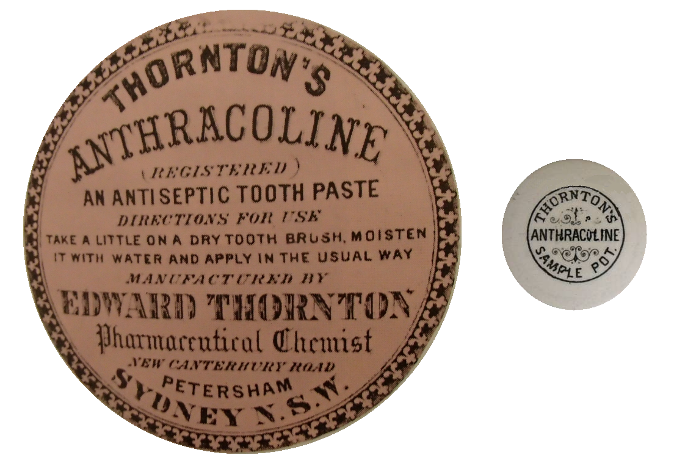 THORNTON'S
ANTHRACOLINE
(REGISTERED)
AN ANTISEPTIC TOOTH PASTE
DIRECTIONS FOR USE
TAKE A LITTLE ON A DRY TOOTH BRUSH, MOISTEN
IT WITH WATER AND APPLY IN THE USUAL WAY
MANUFACTURED BY
EDWARD THORNTON
Pharmaceutical Chemist
NEW CANTERBURY ROAD
PETERSHAM
SYDNEY N.S.W.
THORNTON'S
ANTHRACOLINE
SAMPLE POT.